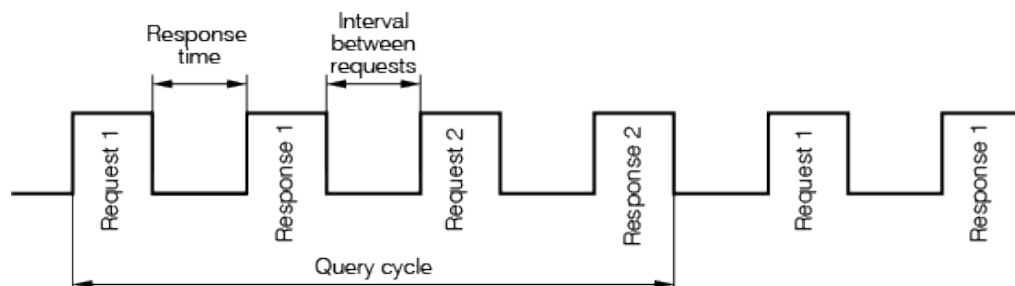 Response
time
Interval
between
requests
Request 1
Response 1
Request 2
Response 2
Request 1
Response 1
Query cycle